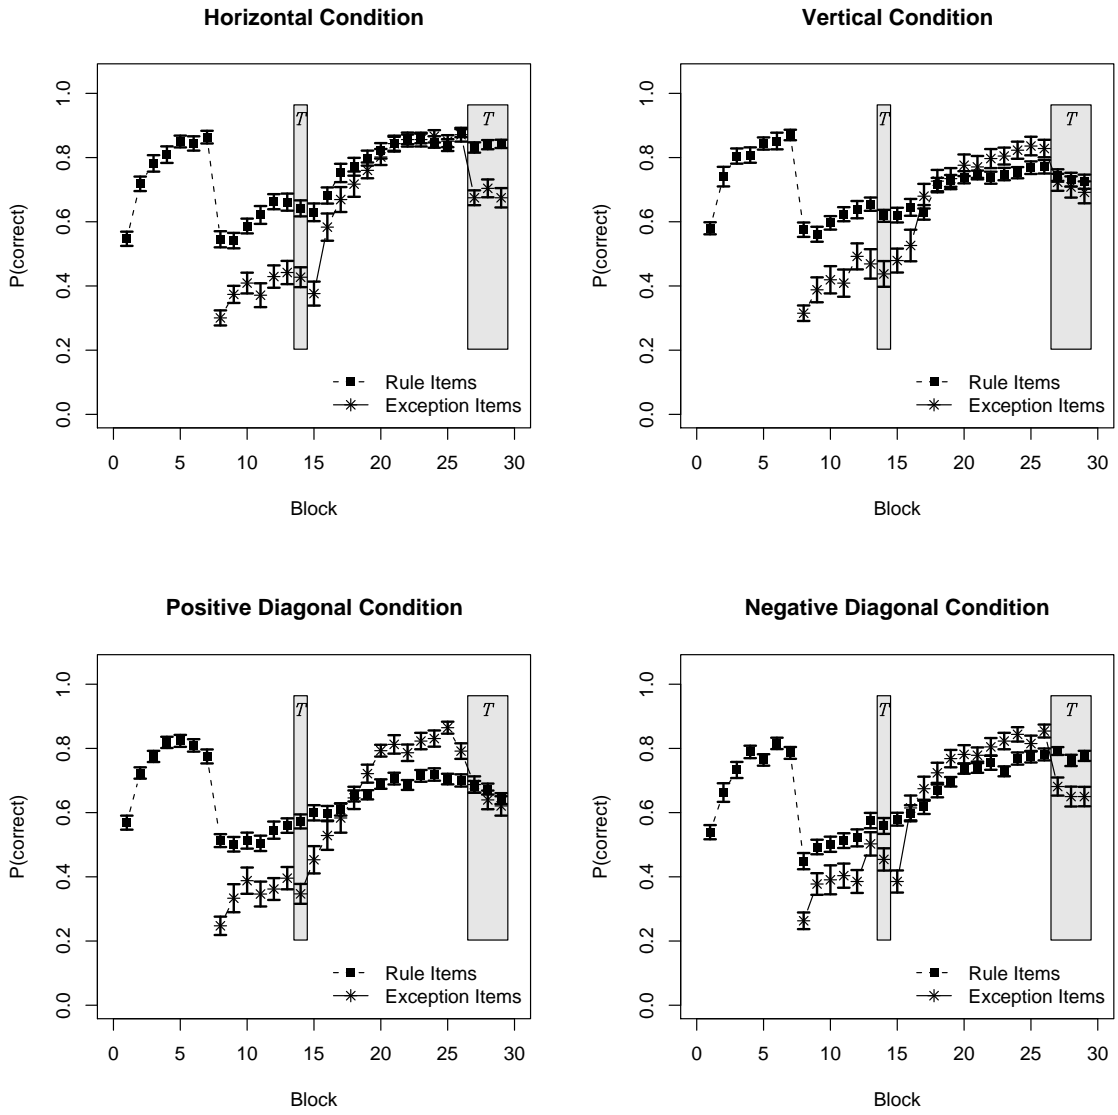 Horizontal Condition
P(correct)
1.0
0.8
0.6
0.4
0.2
0.0
T
T
Rule Items
Exception Items
0 5 10 15 20 25 30
Block
Vertical Condition
P(correct)
1.0
0.8
0.6
0.4
0.2
0.0
T
T
Rule Items
Exception Items
0 5 10 15 20 25 30
Block
Positive Diagonal Condition
P(correct)
1.0
0.8
0.6
0.4
0.2
0.0
T
T
Rule Items
Exception Items
0 5 10 15 20 25 30
Block
Negative Diagonal Condition
P(correct)
1.0
0.8
0.6
0.4
0.2
0.0
T
T
Rule Items
Exception Items
0 5 10 15 20 25 30
Block